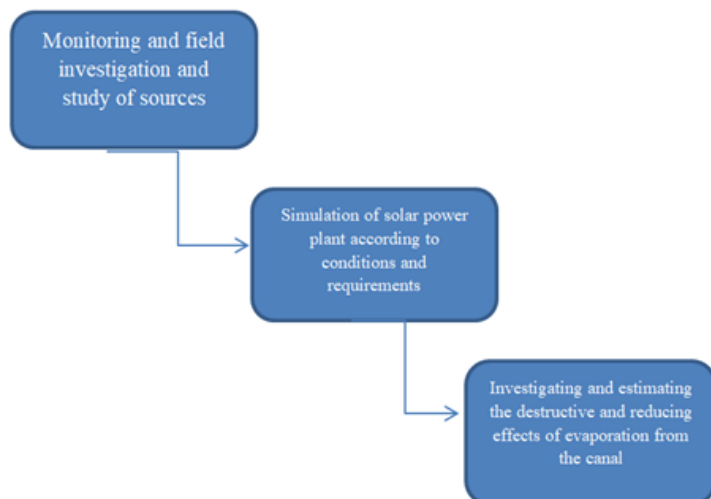 Monitoring and field
investigation and
study of sources
Simulation of solar power
plant according to
conditions and
requirements
Investigating and estimating
the destructive and reducing
effects of evaporation from
the canal